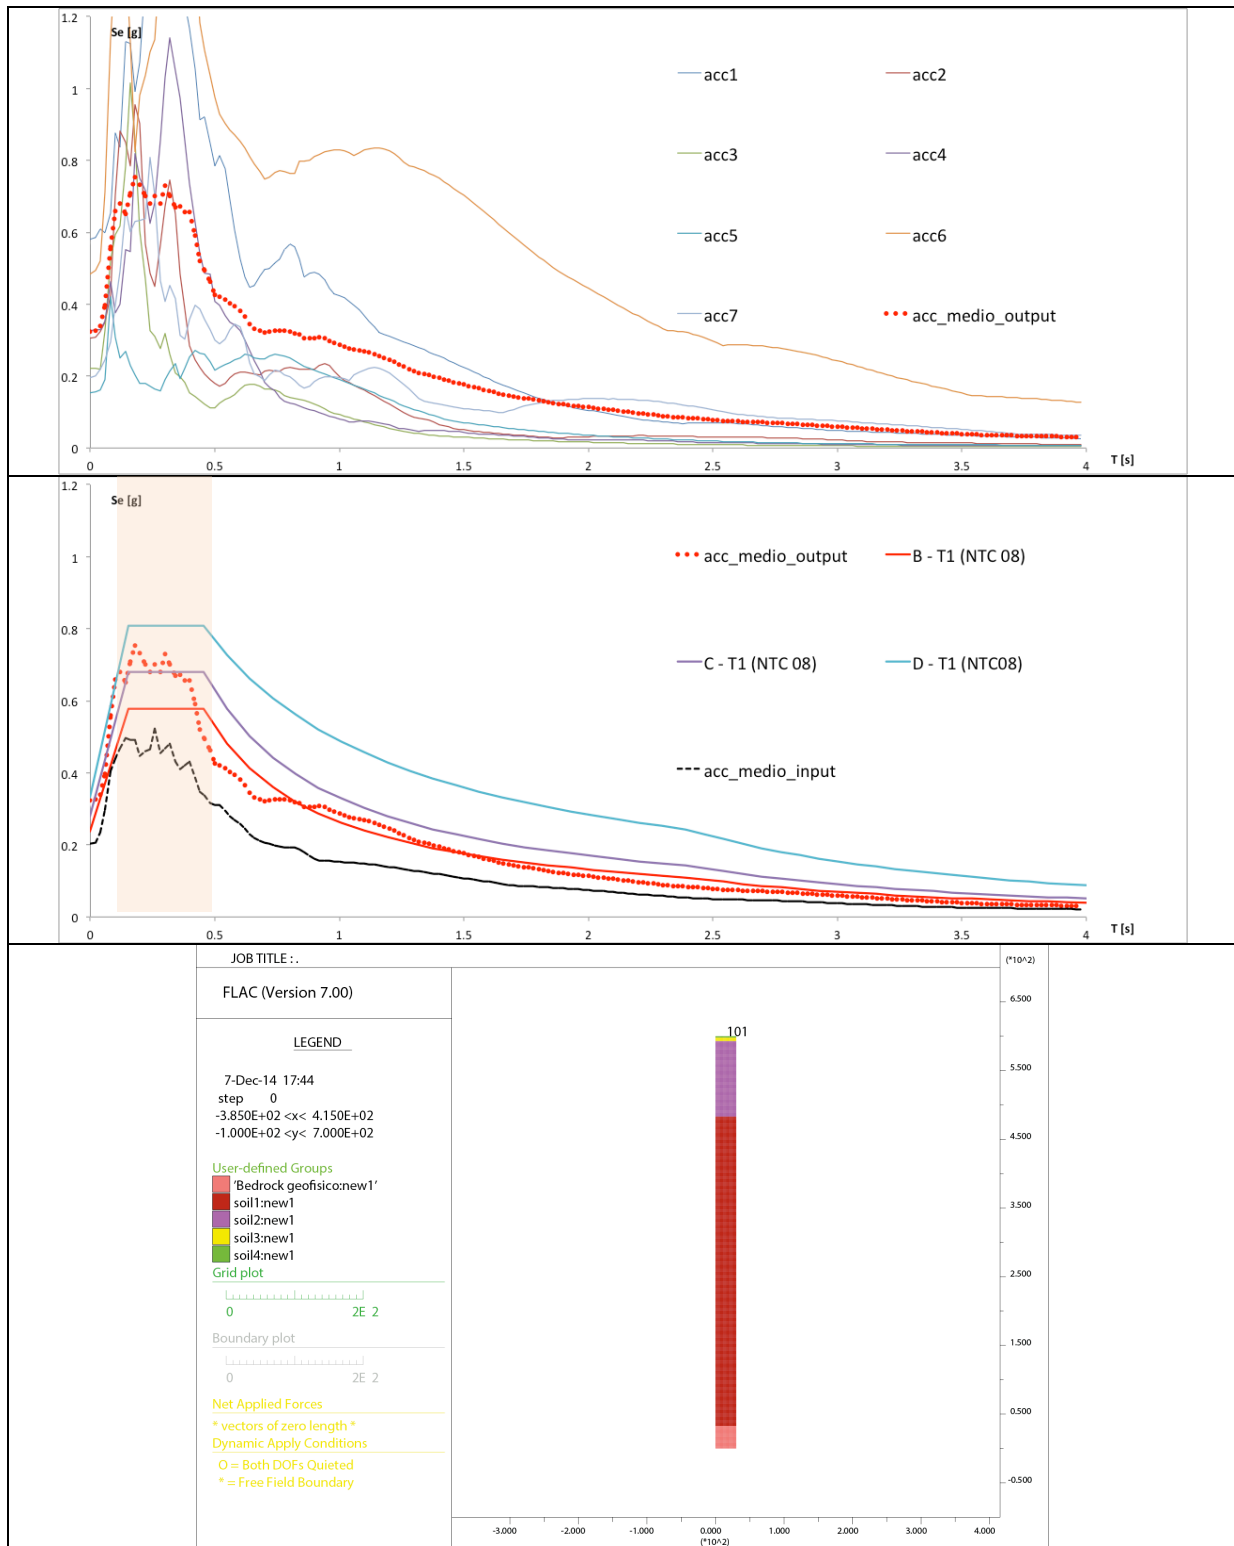 1.2
Se [g]
acc1
acc2
1
acc3
acc4
0.8
0.6
acc5
acc6
0.4
acc7
acc_medio_output
0.2
0
0 0.5 1 1.5 2 2.5 3 3.5 4
T [s]
1.2
Se [g]
1
acc_medio_output
B - T1 (NTC 08)
0.8
C - T1 (NTC 08)
D - T1 (NTC08)
0.6
0.4
acc_medio_input
0.2
0
0 0.5 1 1.5 2 2.5 3 3.5 4
T [s]
JOB TITLE : .
FLAC (Version 7.00)
LEGEND
7-Dec-14 17:44
step 0
-3.850E+02 <x< 4.150E+02
-1.000E+02 <y< 7.000E+02
User-defined Groups
'Bedrock geofisico:new1'
soil1:new1
soil2:new1
soil3:new1
soil4:new1
Grid plot
0 2E 2
Boundary plot
0 2E 2
Net Applied Forces
* vectors of zero length *
Dynamic Apply Conditions
O = Both DOFs Quieted
* = Free Field Boundary
101
(*10^2)
6.500
5.500
4.500
3.500
2.500
1.500
0.500
-0.500
-3.000 -2.000 -1.000 0.000 1.000 2.000 3.000 4.000
(*10^2)